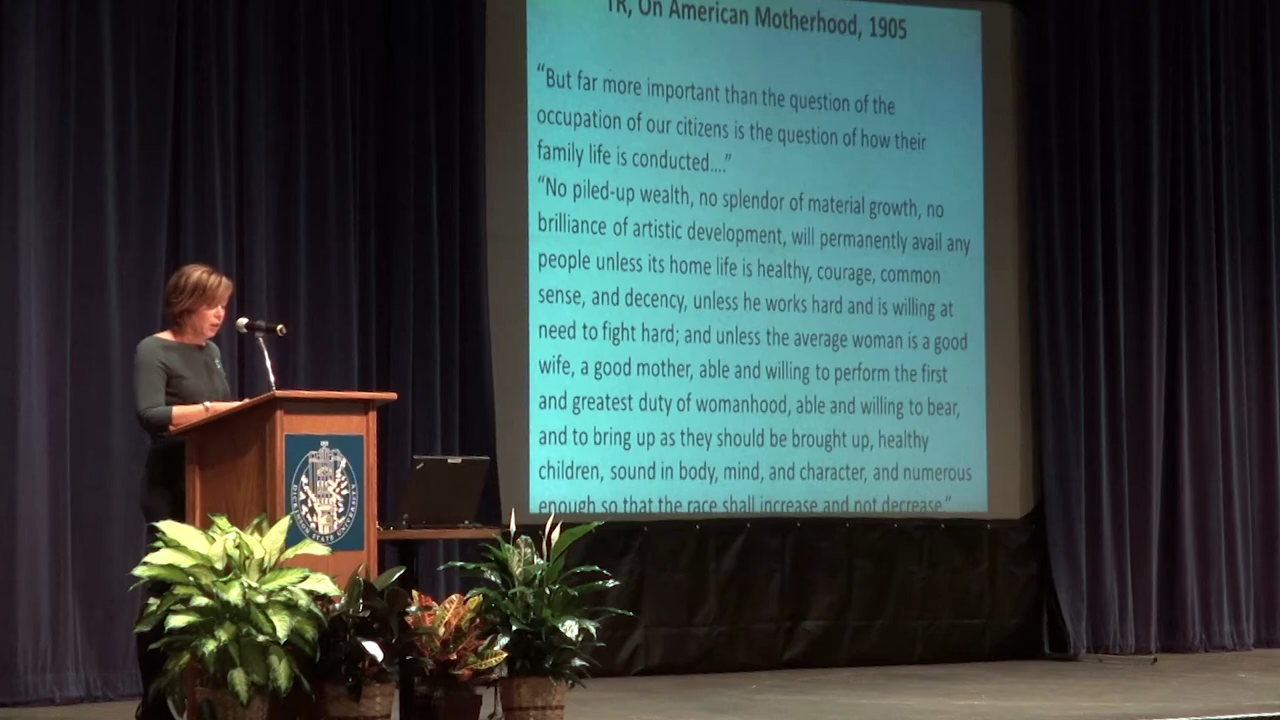 TR, On American Motherhood, 1905
“But far more important than the question of the
occupation of our citizens is the question of how their
family life is conducted....”
“No piled-up wealth, no splendor of material growth, no
brilliance of artistic development, will permanently avail any
people unless its home life is healthy, courage, common
sense, and decency, unless he works hard and is willing at
need to fight hard; and unless the average woman is a good
wife, a good mother, able and willing to perform the first
and greatest duty of womanhood, able and willing to bear,
and to bring up as they should be brought up, healthy
children, sound in body, mind, and character, and numerous
enough so that the race shall increase and not decrease”
DICKINSON STATE UNIVERSITY